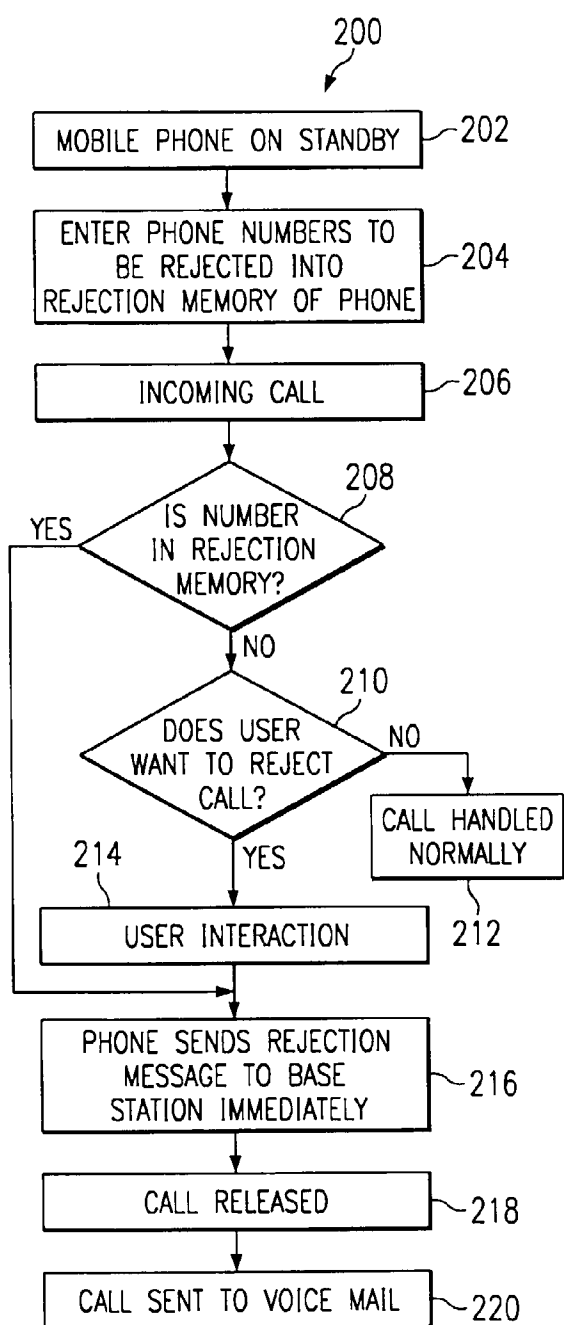 200
MOBILE PHONE ON STANDBY
202
ENTER PHONE NUMBERS TO
BE REJECTED INTO
REJECTION MEMORY OF PHONE
204
INCOMING CALL
206
208
YES
IS NUMBER
IN REJECTION
MEMORY?
NO
210
DOES USER
WANT TO REJECT
CALL?
NO
CALL HANDLED
NORMALLY
212
YES
214
USER INTERACTION
PHONE SENDS REJECTION
MESSAGE TO BASE
STATION IMMEDIATELY
216
CALL RELEASED
218
CALL SENT TO VOICE MAIL
220